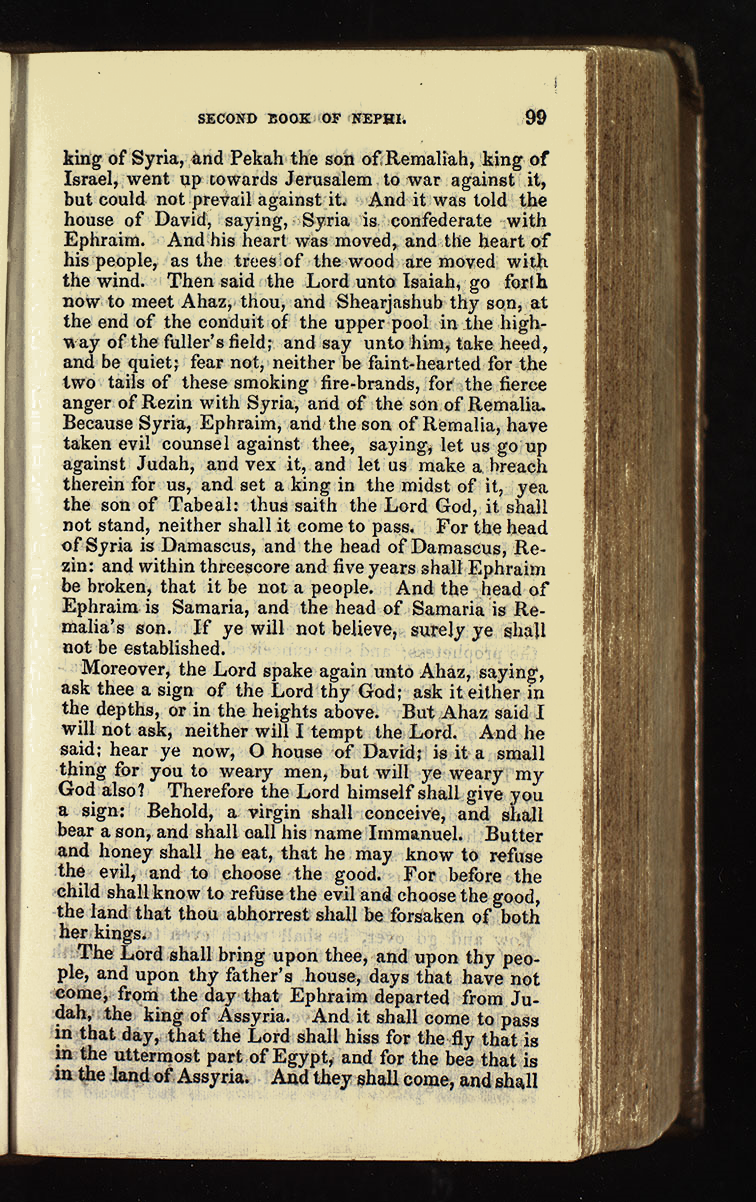 SECOND BOOK OF NEPHI. 99
king of Syria, and Pekah the son of Remaliah, king of
Israel, went up towards Jerusalem to war against it,
but could not prevail against it. And it was told the
house of David, saying, Syria is confederate with
Ephraim. And his heart was moved, and the heart of
his people, as the trees of the wood are moved with
the wind. Then said the Lord unto Isaiah, go forth
now to meet Ahaz, thou, and Shearjashub thy son, at
the end of the conduit of the upper pool in the high-
way of the fuller's field; and say unto him, take heed,
and be quiet; fear not, neither be faint-hearted for the
two tails of these smoking fire-brands, for the fierce
anger of Rezin with Syria, and of the son of Remalia.
Because Syria, Ephraim, and the son of Remalia, have
taken evil counsel against thee, saying, let us go up
against Judah, and vex it, and let us make a breach
therein for us, and set a king in the midst of it, yea
the son of Tabeal: thus saith the Lord God, it shall
not stand, neither shall it come to pass. For the head
of Syria is Damascus, and the head of Damascus, Re-
zin: and within threescore and five years shall Ephraim
be broken, that it be not a people. And the head of
Ephraim is Samaria, and the head of Samaria is Re-
malia's son. If ye will not believe, surely ye shall
not be established.
Moreover, the Lord spake again unto Ahaz, saying,
ask thee a sign of the Lord thy God; ask it either in
the depths, or in the heights above. But Ahaz said I
will not ask, neither will I tempt the Lord. And he
said; hear ye now, O house of David; is it a small
thing for you to weary men, but will ye weary my
God also? Therefore the Lord himself shall give you
a sign: Behold, a virgin shall conceive, and shall
bear a son, and shall call his name Immanuel. Butter
and honey shall he eat, that he may know to refuse
the evil, and to choose the good. For before the
child shall know to refuse the evil and choose the good,
the land that thou abhorrest shall be forsaken of both
her kings.
The Lord shall bring upon thee, and upon thy peo-
ple, and upon thy father's house, days that have not
come, from the day that Ephraim departed from Ju-
dah, the king of Assyria. And it shall come to pass
in that day, that the Lord shall hiss for the fly that is
in the uttermost part of Egypt, and for the bee that is
in the land of Assyria. And they shall come, and shall